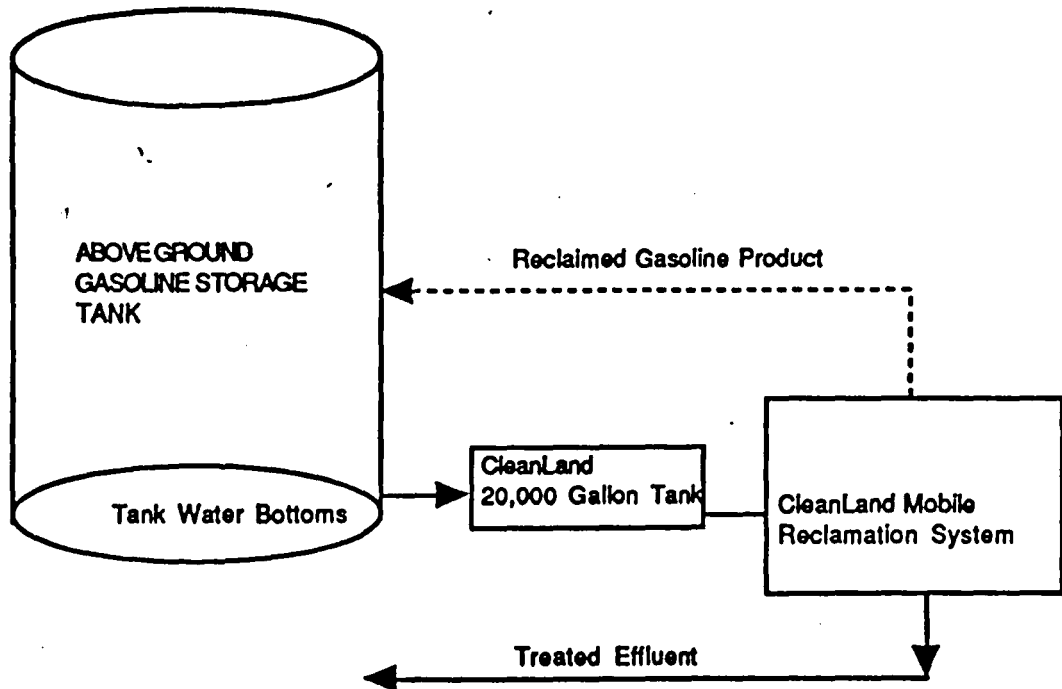 ABOVE GROUND
GASOLINE STORAGE
TANK
Reclaimed Gasoline Product
Tank Water Bottoms
CleanLand
20,000 Gallon Tank
CleanLand Mobile
Reclamation System
Treated Effluent